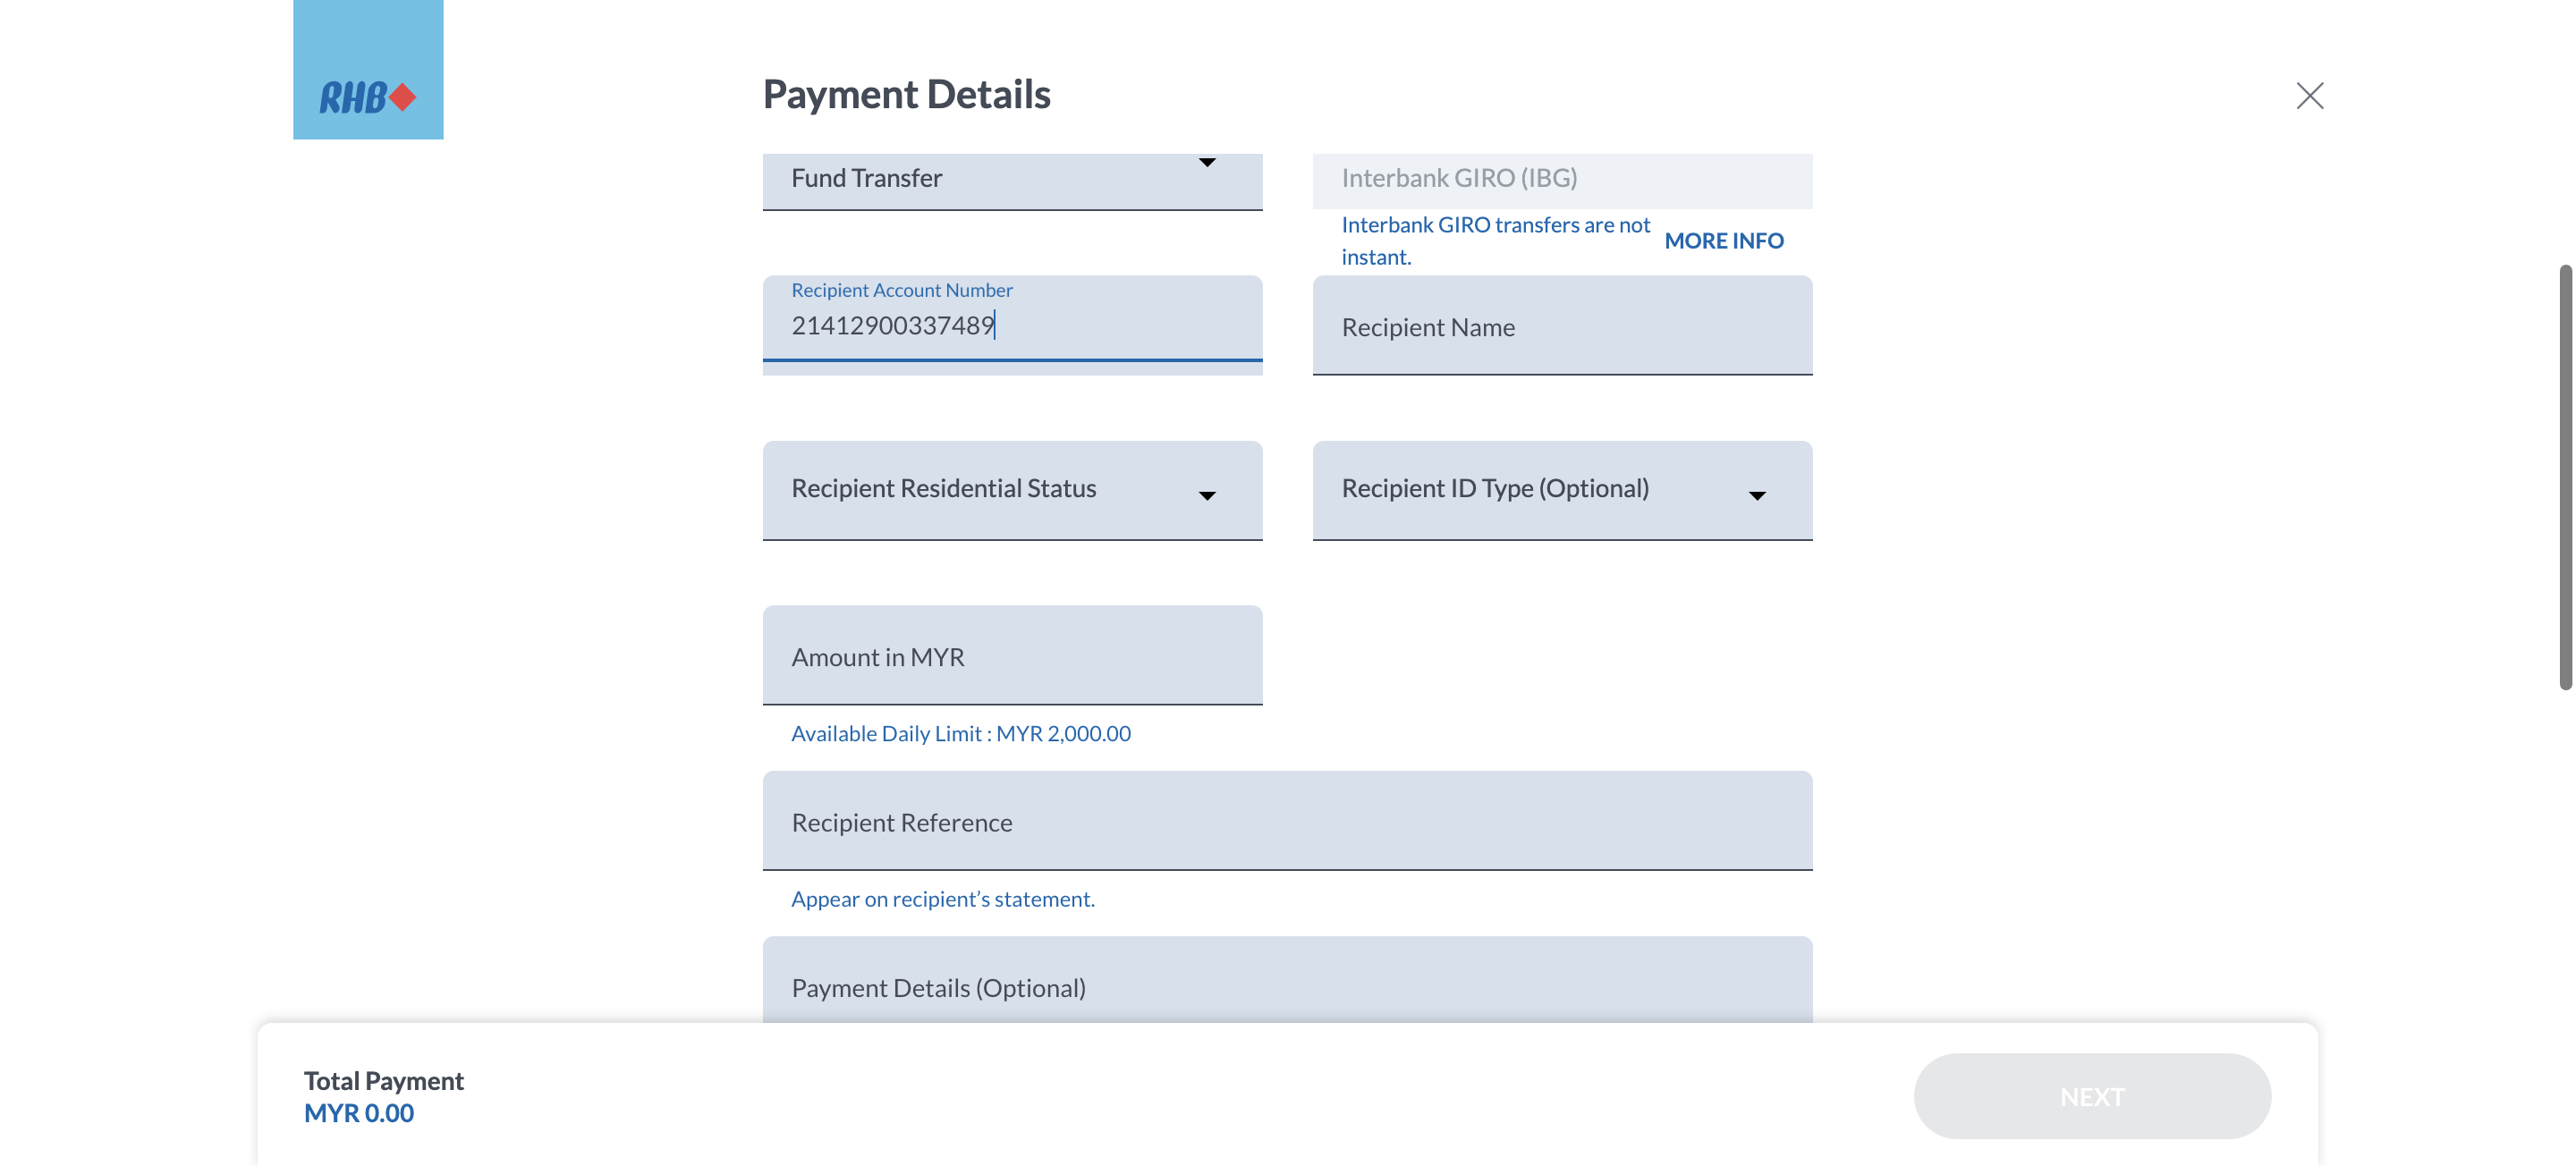 RHB
Payment Details
Fund Transfer
Interbank GIRO (IBG)
Interbank GIRO transfers are not
instant.
MORE INFO
Recipient Account Number
21412900337489
Recipient Name
Recipient Residential Status
Recipient ID Type (Optional)
Amount in MYR
Available Daily Limit : MYR 2,000.00
Recipient Reference
Appear on recipient’s statement.
Payment Details (Optional)
Total Payment
MYR 0.00
NEXT